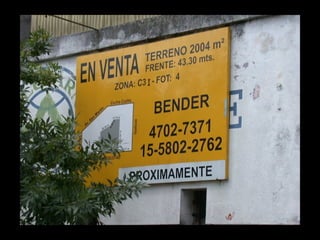 EN VENTA
TERRENO 2004 m²
FRENTE: 43.30 mts.
ZONA: C3 I - FOT: 4
BENDER
4702-7371
15-5802-2762
PROXIMAMENTE